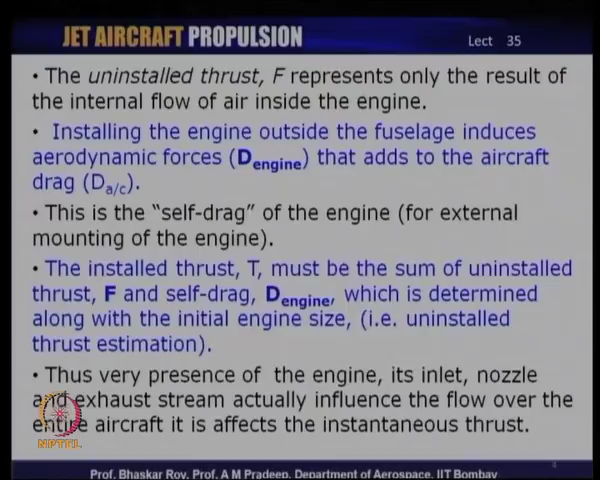 JET AIRCRAFT PROPULSION
Lect 35
• The uninstalled thrust, F represents only the result of
the internal flow of air inside the engine.
• Installing the engine outside the fuselage induces
aerodynamic forces (Dengine) that adds to the aircraft
drag (Da/c).
• This is the “self-drag” of the engine (for external
mounting of the engine).
• The installed thrust, T, must be the sum of uninstalled
thrust, F and self-drag, Dengine, which is determined
along with the initial engine size, (i.e. uninstalled
thrust estimation).
• Thus very presence of the engine, its inlet, nozzle
and exhaust stream actually influence the flow over the
entire aircraft it is affects the instantaneous thrust.
NPTEL
4
Prof. Bhaskar Roy, Prof. A M Pradeep, Department of Aerospace, IIT Bombay